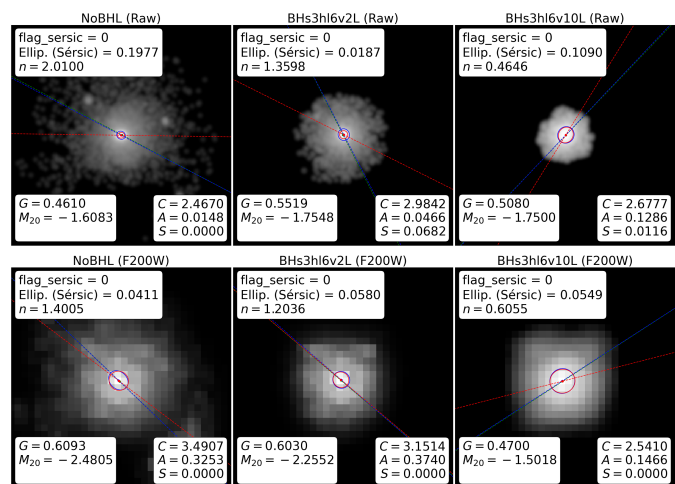 NoBHL (Raw)
flag_sersic = 0
Ellip. (Sérsic) = 0.1977
n = 2.0100
G = 0.4610
M20 = −1.6083
C = 2.4670
A = 0.0148
S = 0.0000
BHs3hl6v2L (Raw)
flag_sersic = 0
Ellip. (Sérsic) = 0.0187
n = 1.3598
G = 0.5519
M20 = −1.7548
C = 2.9842
A = 0.0466
S = 0.0682
BHs3hl6v10L (Raw)
flag_sersic = 0
Ellip. (Sérsic) = 0.1090
n = 0.4646
G = 0.5080
M20 = −1.7500
C = 2.6777
A = 0.1286
S = 0.0116
NoBHL (F200W)
flag_sersic = 0
Ellip. (Sérsic) = 0.0411
n = 1.4005
G = 0.6093
M20 = −2.4805
C = 3.4907
A = 0.3253
S = 0.0000
BHs3hl6v2L (F200W)
flag_sersic = 0
Ellip. (Sérsic) = 0.0580
n = 1.2036
G = 0.6030
M20 = −2.2552
C = 3.1514
A = 0.3740
S = 0.0000
BHs3hl6v10L (F200W)
flag_sersic = 0
Ellip. (Sérsic) = 0.0549
n = 0.6055
G = 0.4700
M20 = −1.5018
C = 2.5410
A = 0.1466
S = 0.0000